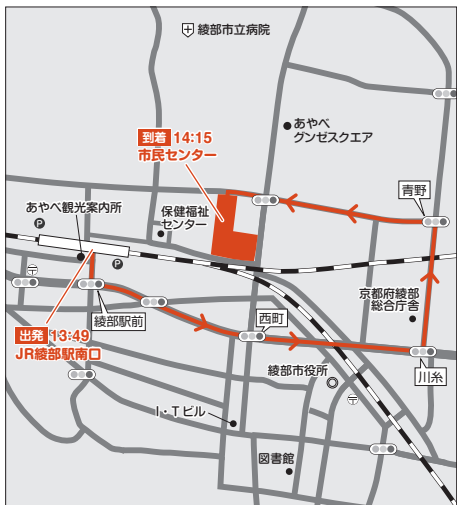 綾部市立病院
あやべ
グンゼスクエア
到着 14:15
市民センター
青野
あやべ観光案内所
保健福祉
センター
P
P
京都府綾部
総合庁舎
綾部駅前
西町
出発 13:49
JR綾部駅南口
川糸
綾部市役所
I・Tビル
図書館